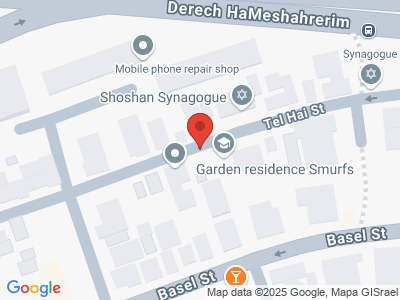 Derech HaMeshahrerim
Mobile phone repair shop
Synagogue
Shoshan Synagogue
Tel Hai St
Garden residence Smurfs
Basel St
Basel St
Google
Map data ©2025 Google, Mapa GISrael